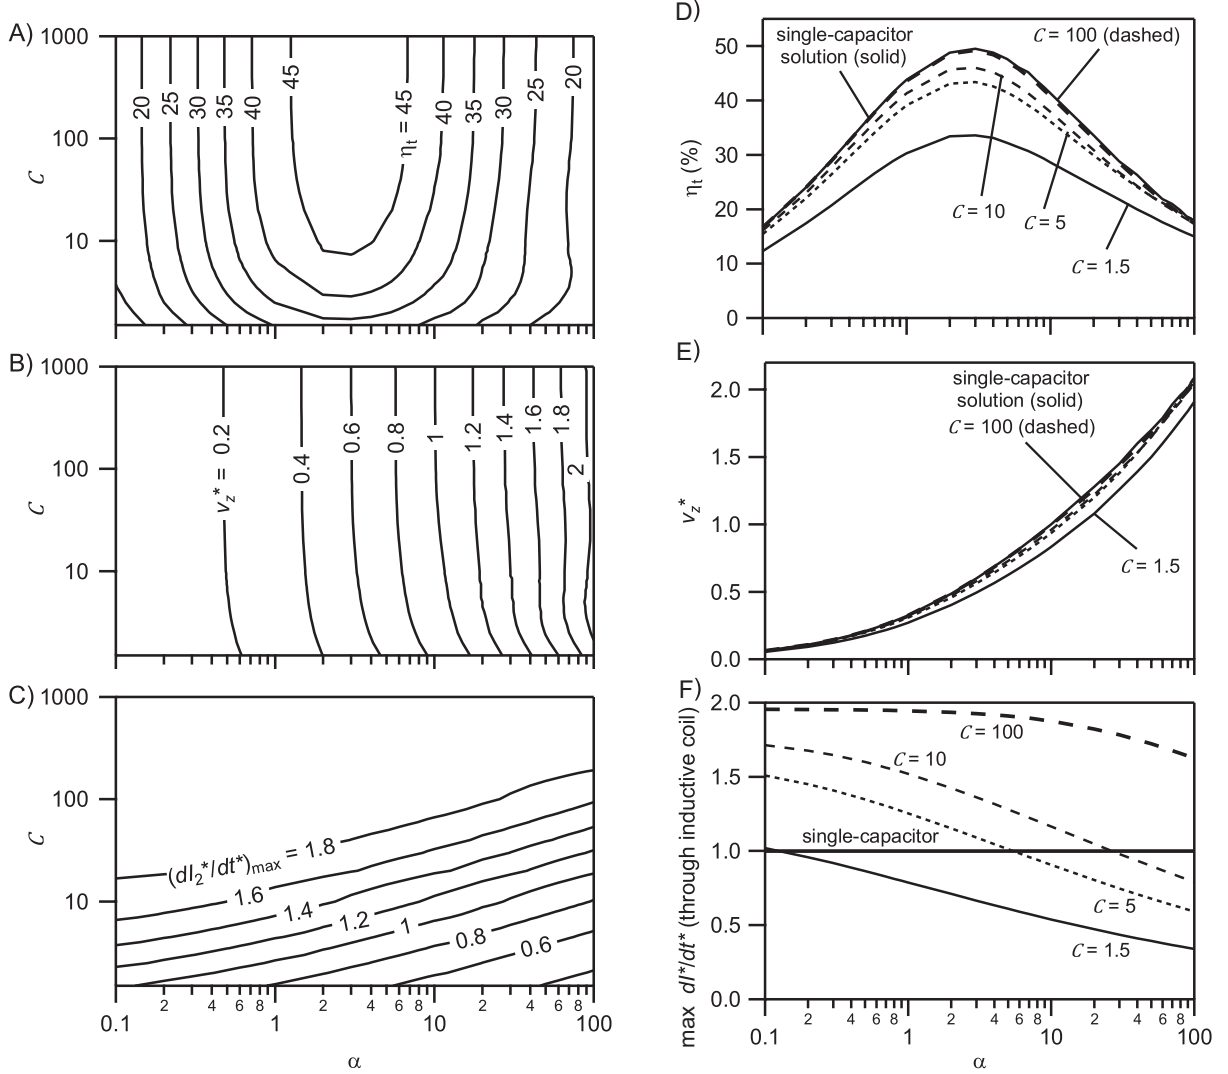 A)
1000
100
10
C
20
25
30
35
40
45
ηt = 45
40
35
30
25
20
B)
1000
100
10
C
vz* = 0.2
0.4
0.6
0.8
1
1.2
1.4
1.6
1.8
2
C)
1000
100
10
C
(dI2*/dt*)max = 1.8
1.6
1.4
1.2
1
0.8
0.6
2 4 6 8 2 4 6 8 2 4 6 8
0.1 1 10 100
α
D)
50
40
30
20
10
0
ηt (%)
single-capacitor
solution (solid)
C = 100 (dashed)
C = 10
C = 5
C = 1.5
E)
2.0
1.5
1.0
0.5
0.0
vz*
single-capacitor
solution (solid)
C = 100 (dashed)
C = 1.5
F)
2.0
1.5
1.0
0.5
0.0
max dI*/dt* (through inductive coil)
C = 100
C = 10
single-capacitor
C = 5
C = 1.5
2 4 6 8 2 4 6 8 2 4 6 8
0.1 1 10 100
α